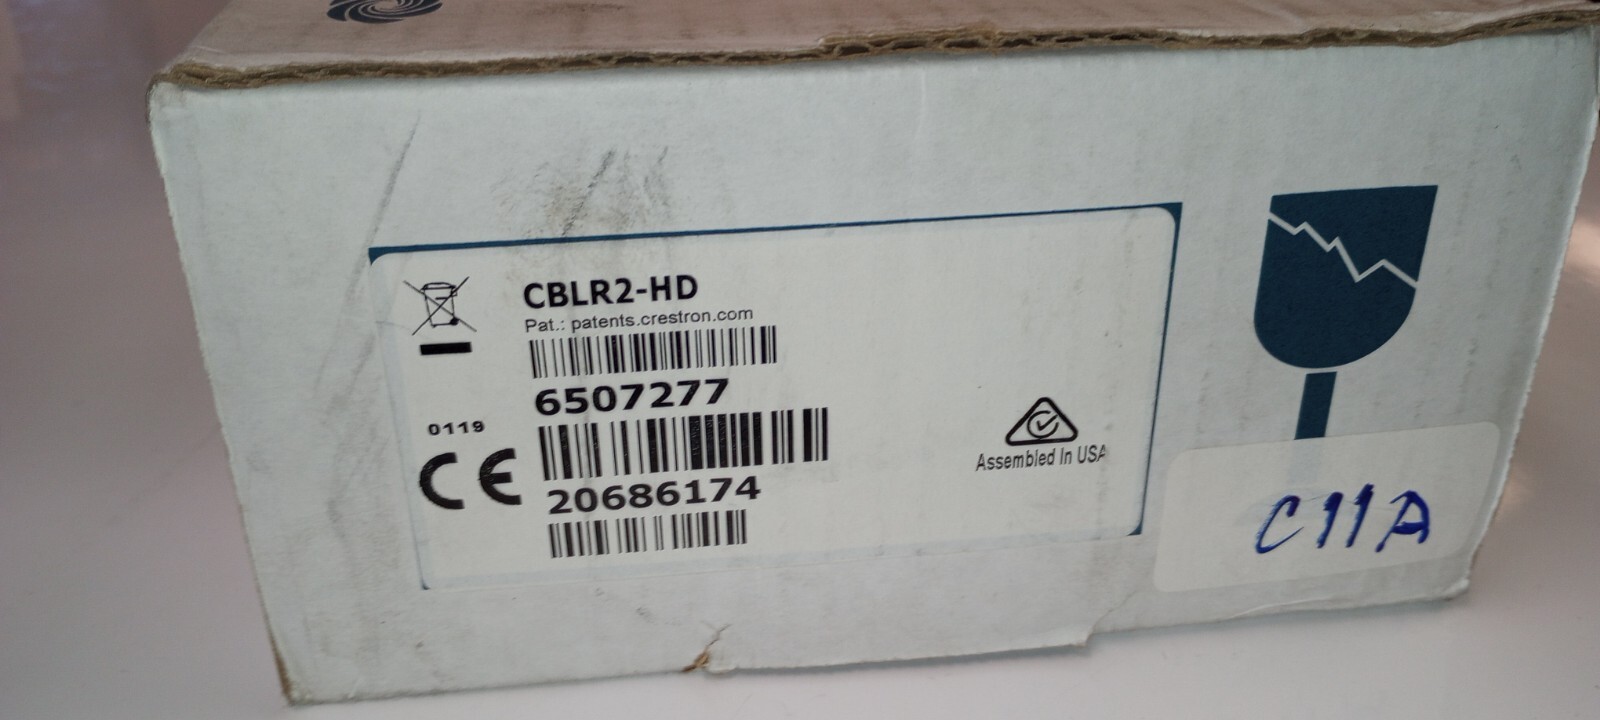 CBLR2-HD
Pat.: patents.crestron.com
6507277
0119
CE
20686174
Assembled In USA
C11A